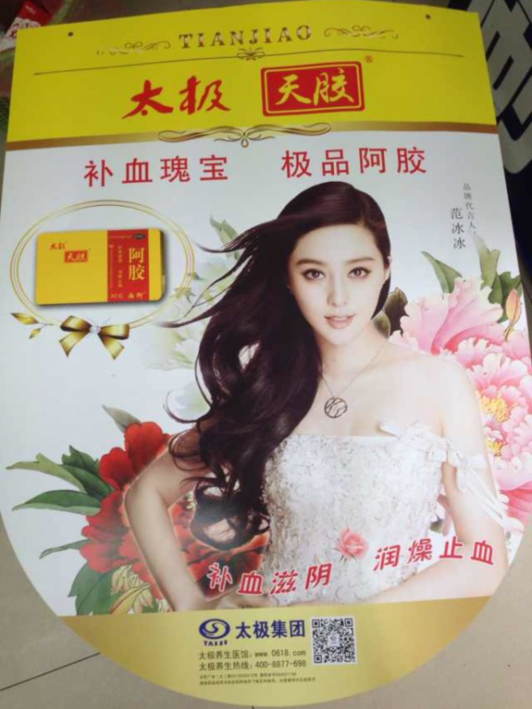 TIANJIAO
太极 天胶®
补血瑰宝 极品阿胶
品牌代言人：
范冰冰
太极 天胶
阿胶
补血滋阴 润燥止血
太极集团
TAIJI
太极养生医馆: www.0618.com
太极养生热线: 400-8877-698